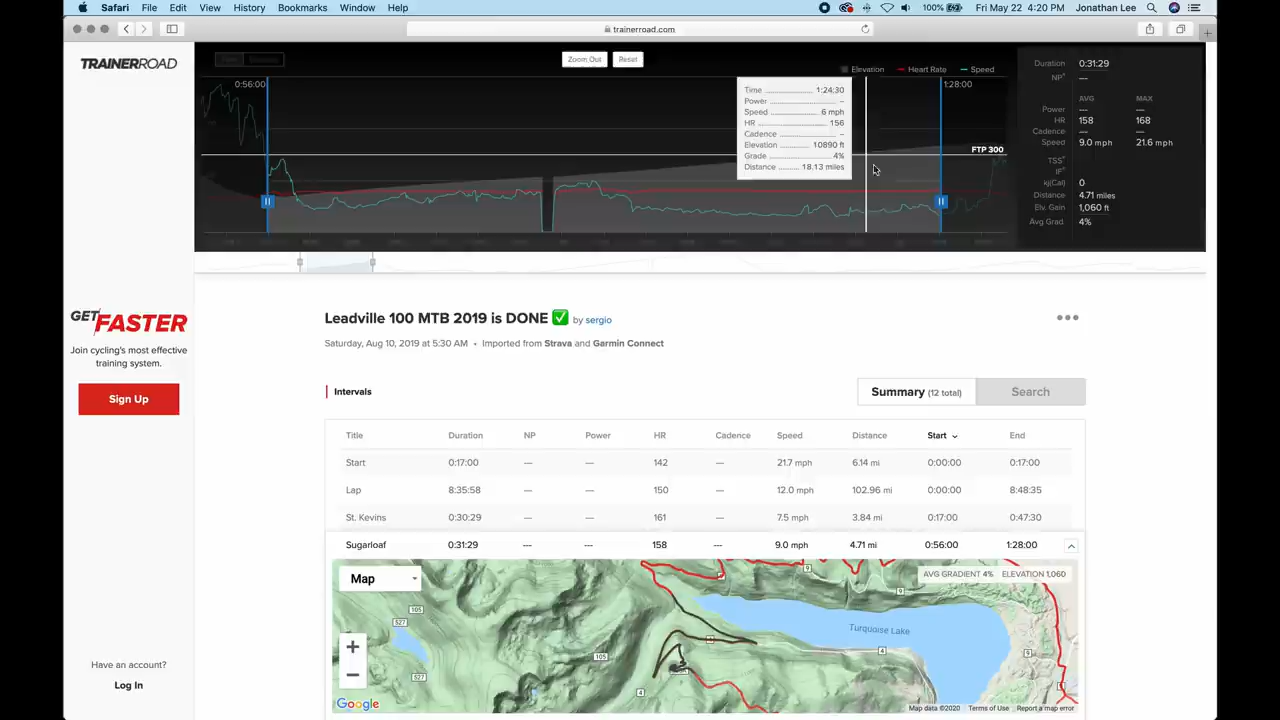 Safari File Edit View History Bookmarks Window Help 100% Fri May 22 4:20 PM Jonathan Lee
trainerroad.com
TRAINERROAD
Zoom Out Reset
Elevation Heart Rate Speed
0:56:00
1:28:00
Time 1:24:30
Power –
Speed 6 mph
HR 156
Cadence –
Elevation 10890 ft
Grade 4%
Distance 18.13 miles
FTP 300
Duration 0:31:29
NP* ---
AVG MAX
Power --- ---
HR 158 168
Cadence --- ---
Speed 9.0 mph 21.6 mph
TSS*
IF*
kj(Cal) 0
Distance 4.71 miles
Elv. Gain 1,060 ft
Avg Grad. 4%
GET FASTER
Join cycling's most effective
training system.
Sign Up
Have an account?
Log In
Leadville 100 MTB 2019 is DONE ✅ by sergio
Saturday, Aug 10, 2019 at 5:30 AM • Imported from Strava and Garmin Connect
Intervals
Summary (12 total) Search
Title Duration NP Power HR Cadence Speed Distance Start End
Start 0:17:00 --- --- 142 --- 21.7 mph 6.14 mi 0:00:00 0:17:00
Lap 8:35:58 --- --- 150 --- 12.0 mph 102.96 mi 0:00:00 8:48:35
St. Kevins 0:30:29 --- --- 161 --- 7.5 mph 3.84 mi 0:17:00 0:47:30
Sugarloaf 0:31:29 --- --- 158 --- 9.0 mph 4.71 mi 0:56:00 1:28:00
Map
AVG GRADIENT 4% ELEVATION 1,060
9
9
105
527
Turquoise Lake
4
105
9
527
4
+
−
Google
Map data ©2020 Terms of Use Report a map error